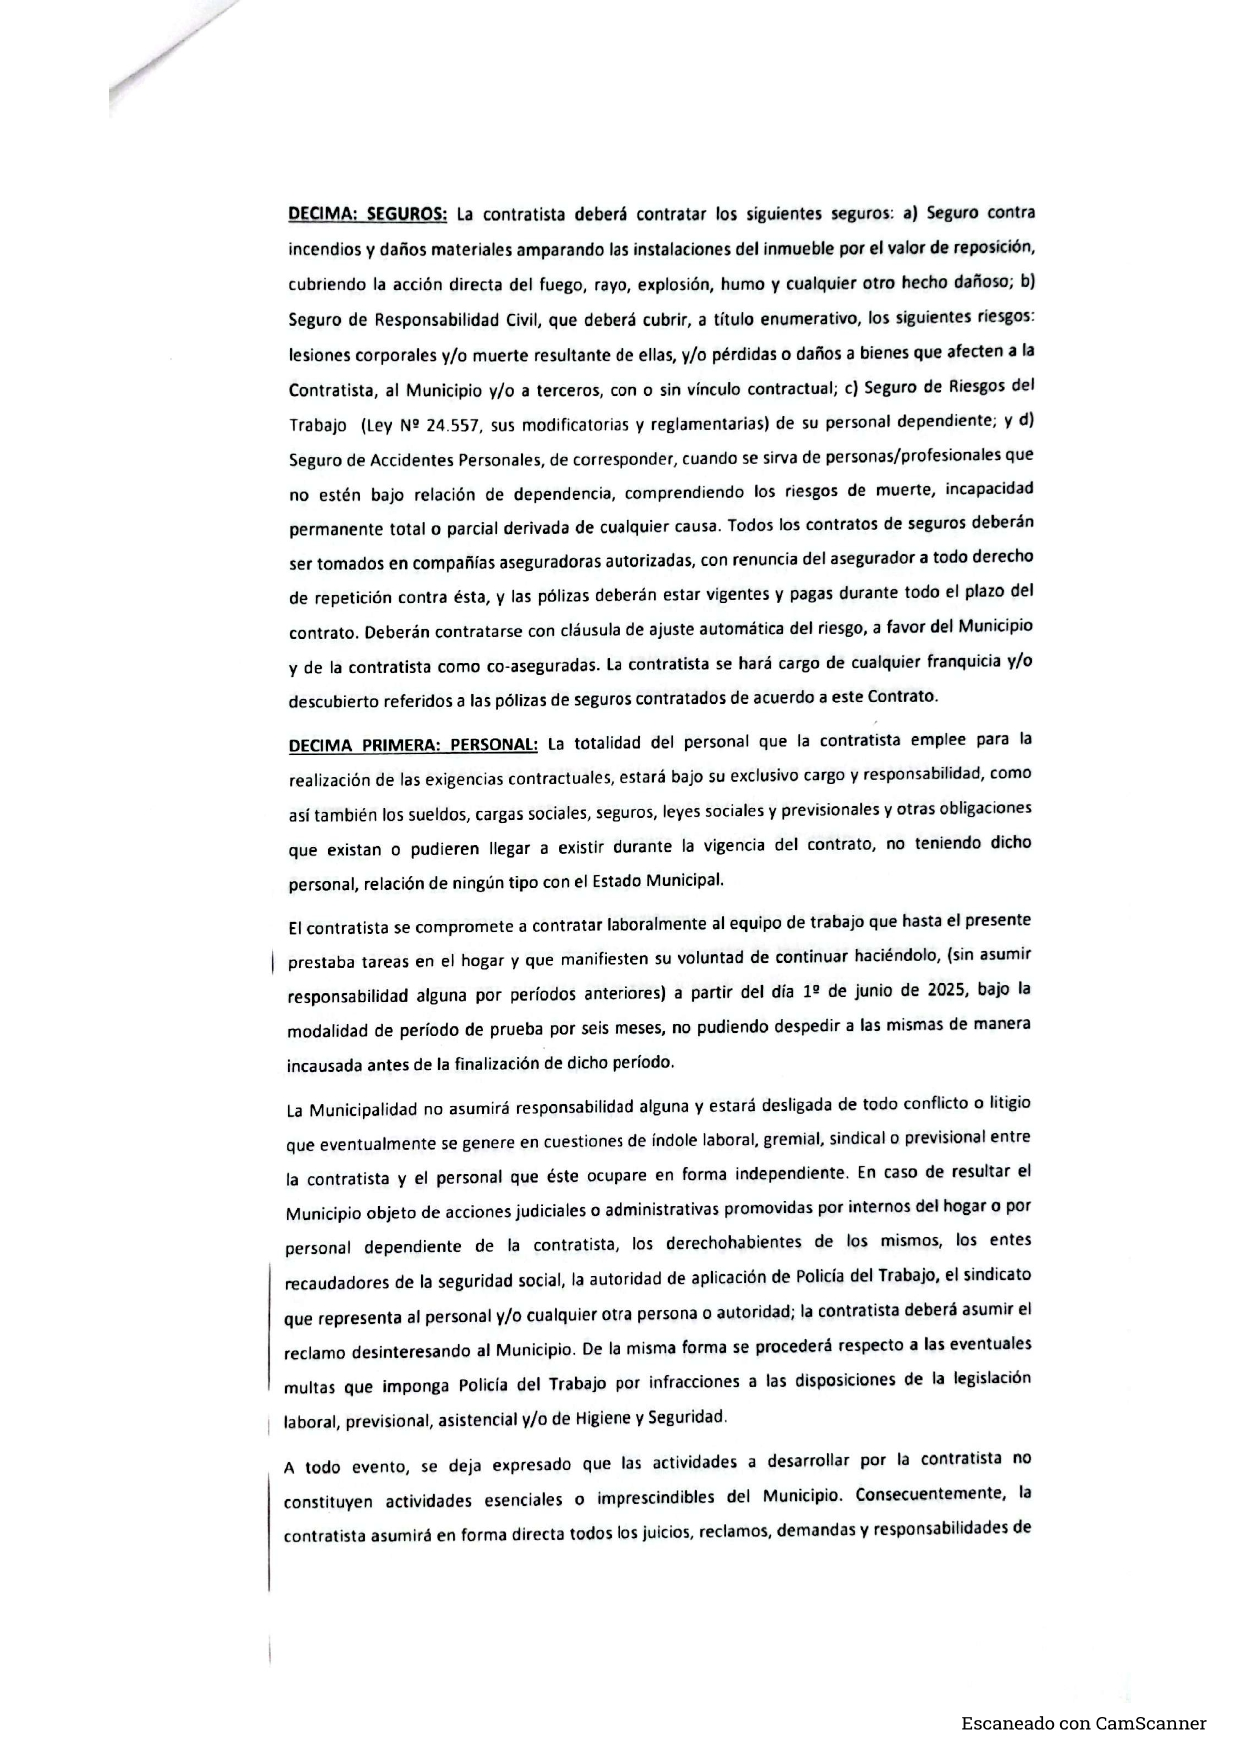 DECIMA: SEGUROS: La contratista deberá contratar los siguientes seguros: a) Seguro contra
incendios y daños materiales amparando las instalaciones del inmueble por el valor de reposición,
cubriendo la acción directa del fuego, rayo, explosión, humo y cualquier otro hecho dañoso; b)
Seguro de Responsabilidad Civil, que deberá cubrir, a título enumerativo, los siguientes riesgos:
lesiones corporales y/o muerte resultante de ellas, y/o pérdidas o daños a bienes que afecten a la
Contratista, al Municipio y/o a terceros, con o sin vínculo contractual; c) Seguro de Riesgos del
Trabajo (Ley Nº 24.557, sus modificatorias y reglamentarias) de su personal dependiente; y d)
Seguro de Accidentes Personales, de corresponder, cuando se sirva de personas/profesionales que
no estén bajo relación de dependencia, comprendiendo los riesgos de muerte, incapacidad
permanente total o parcial derivada de cualquier causa. Todos los contratos de seguros deberán
ser tomados en compañías aseguradoras autorizadas, con renuncia del asegurador a todo derecho
de repetición contra ésta, y las pólizas deberán estar vigentes y pagas durante todo el plazo del
contrato. Deberán contratarse con cláusula de ajuste automática del riesgo, a favor del Municipio
y de la contratista como co-aseguradas. La contratista se hará cargo de cualquier franquicia y/o
descubierto referidos a las pólizas de seguros contratados de acuerdo a este Contrato.
DECIMA PRIMERA: PERSONAL: La totalidad del personal que la contratista emplee para la
realización de las exigencias contractuales, estará bajo su exclusivo cargo y responsabilidad, como
así también los sueldos, cargas sociales, seguros, leyes sociales y previsionales y otras obligaciones
que existan o pudieren llegar a existir durante la vigencia del contrato, no teniendo dicho
personal, relación de ningún tipo con el Estado Municipal.
El contratista se compromete a contratar laboralmente al equipo de trabajo que hasta el presente
prestaba tareas en el hogar y que manifiesten su voluntad de continuar haciéndolo, (sin asumir
responsabilidad alguna por períodos anteriores) a partir del día 1º de junio de 2025, bajo la
modalidad de período de prueba por seis meses, no pudiendo despedir a las mismas de manera
incausada antes de la finalización de dicho período.
La Municipalidad no asumirá responsabilidad alguna y estará desligada de todo conflicto o litigio
que eventualmente se genere en cuestiones de índole laboral, gremial, sindical o previsional entre
la contratista y el personal que éste ocupare en forma independiente. En caso de resultar el
Municipio objeto de acciones judiciales o administrativas promovidas por internos del hogar o por
personal dependiente de la contratista, los derechohabientes de los mismos, los entes
recaudadores de la seguridad social, la autoridad de aplicación de Policía del Trabajo, el sindicato
que representa al personal y/o cualquier otra persona o autoridad; la contratista deberá asumir el
reclamo desinteresando al Municipio. De la misma forma se procederá respecto a las eventuales
multas que imponga Policía del Trabajo por infracciones a las disposiciones de la legislación
laboral, previsional, asistencial y/o de Higiene y Seguridad.
A todo evento, se deja expresado que las actividades a desarrollar por la contratista no
constituyen actividades esenciales o imprescindibles del Municipio. Consecuentemente, la
contratista asumirá en forma directa todos los juicios, reclamos, demandas y responsabilidades de
Escaneado con CamScanner